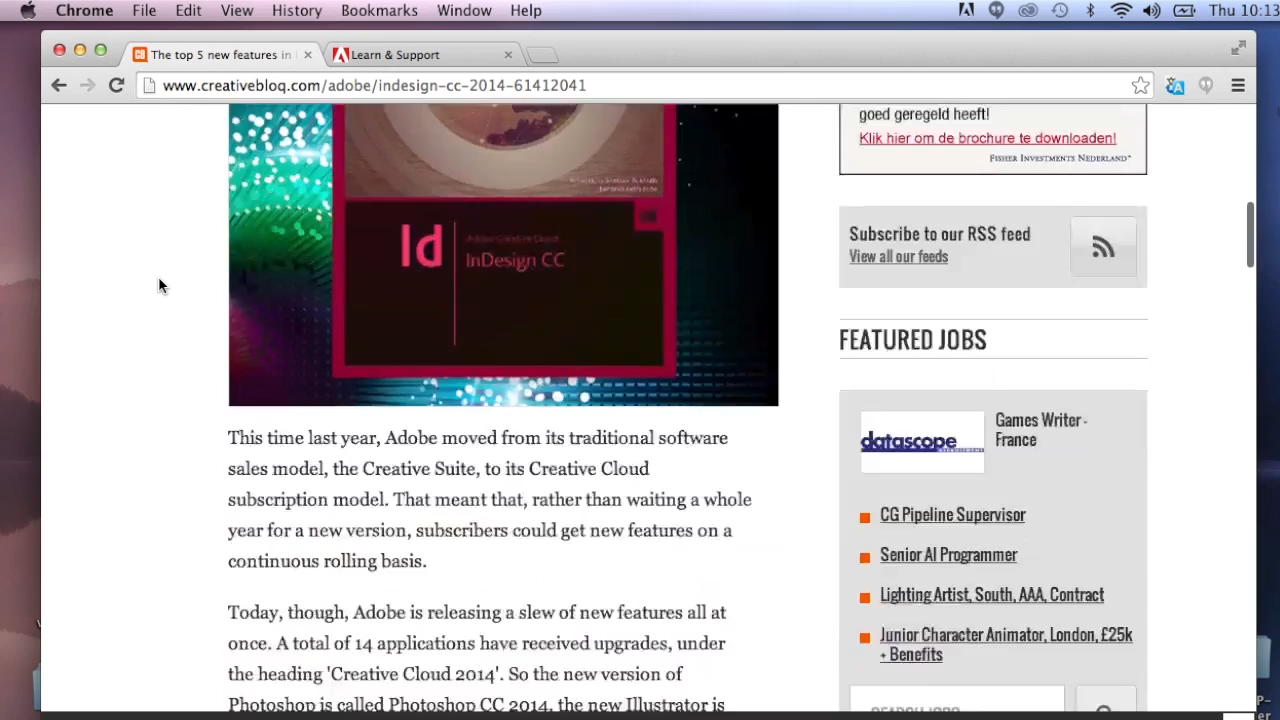 Chrome File Edit View History Bookmarks Window Help Thu 10:13
The top 5 new features in
Learn & Support
www.creativebloq.com/adobe/indesign-cc-2014-61412041
Id
Adobe Creative Cloud
InDesign CC
This time last year, Adobe moved from its traditional software
sales model, the Creative Suite, to its Creative Cloud
subscription model. That meant that, rather than waiting a whole
year for a new version, subscribers could get new features on a
continuous rolling basis.
Today, though, Adobe is releasing a slew of new features all at
once. A total of 14 applications have received upgrades, under
the heading 'Creative Cloud 2014'. So the new version of
Photoshop is called Photoshop CC 2014, the new Illustrator is
goed geregeld heeft!
Klik hier om de brochure te downloaden!
FISHER INVESTMENTS NEDERLAND
Subscribe to our RSS feed
View all our feeds
FEATURED JOBS
datascope
Games Writer -
France
CG Pipeline Supervisor
Senior AI Programmer
Lighting Artist, South, AAA, Contract
Junior Character Animator, London, £25k
+ Benefits
SEARCH JOBS